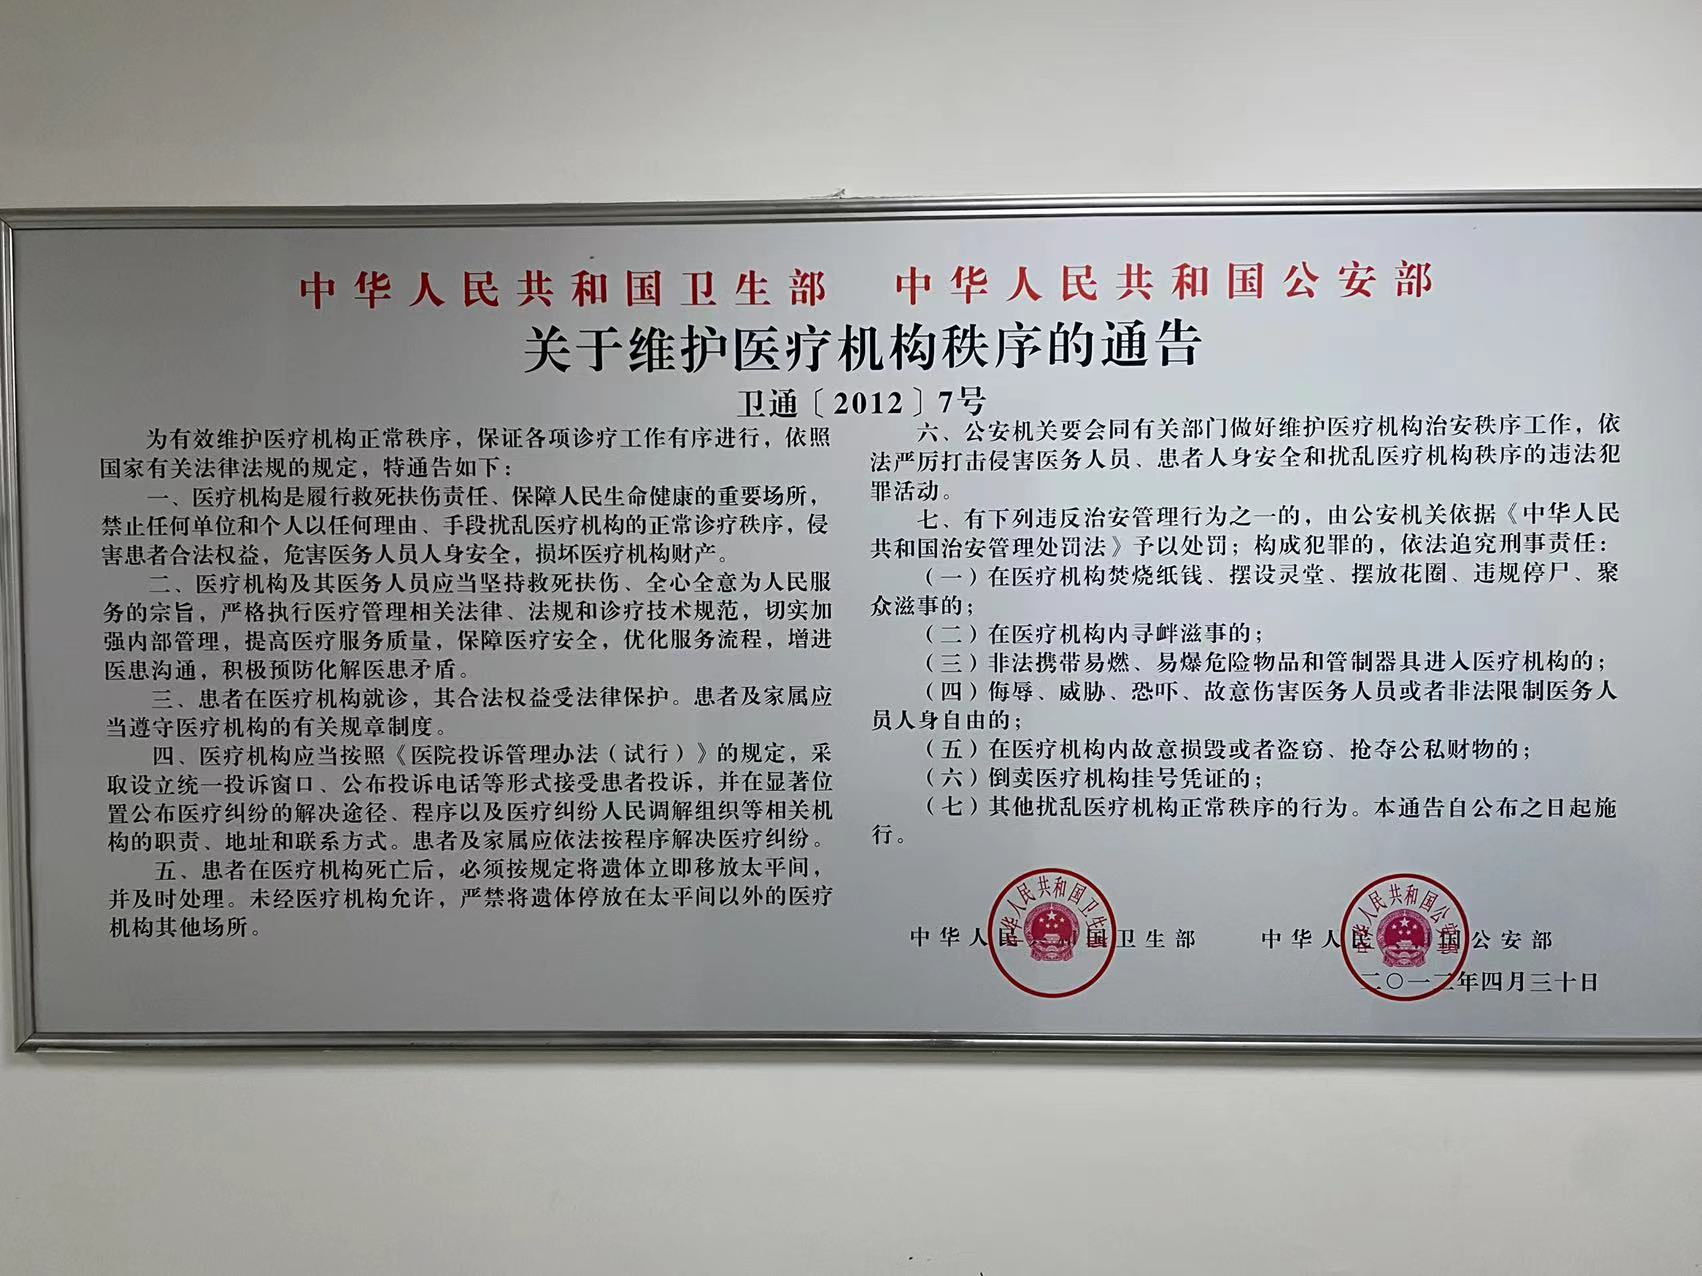 中华人民共和国卫生部 中华人民共和国公安部
关于维护医疗机构秩序的通告
卫通〔2012〕7号
为有效维护医疗机构正常秩序，保证各项诊疗工作有序进行，依照
国家有关法律法规的规定，特通告如下：
一、医疗机构是履行救死扶伤责任、保障人民生命健康的重要场所，
禁止任何单位和个人以任何理由、手段扰乱医疗机构的正常诊疗秩序，侵
害患者合法权益，危害医务人员人身安全，损坏医疗机构财产。
二、医疗机构及其医务人员应当坚持救死扶伤、全心全意为人民服
务的宗旨，严格执行医疗管理相关法律、法规和诊疗技术规范，切实加
强内部管理，提高医疗服务质量，保障医疗安全，优化服务流程，增进
医患沟通，积极预防化解医患矛盾。
三、患者在医疗机构就诊，其合法权益受法律保护。患者及家属应
当遵守医疗机构的有关规章制度。
四、医疗机构应当按照《医院投诉管理办法（试行）》的规定，采
取设立统一投诉窗口、公布投诉电话等形式接受患者投诉，并在显著位
置公布医疗纠纷的解决途径、程序以及医疗纠纷人民调解组织等相关机
构的职责、地址和联系方式。患者及家属应依法按程序解决医疗纠纷。
五、患者在医疗机构死亡后，必须按规定将遗体立即移放太平间，
并及时处理。未经医疗机构允许，严禁将遗体停放在太平间以外的医疗
机构其他场所。
六、公安机关要会同有关部门做好维护医疗机构治安秩序工作，依
法严厉打击侵害医务人员、患者人身安全和扰乱医疗机构秩序的违法犯
罪活动。
七、有下列违反治安管理行为之一的，由公安机关依据《中华人民
共和国治安管理处罚法》予以处罚；构成犯罪的，依法追究刑事责任：
（一）在医疗机构焚烧纸钱、摆设灵堂、摆放花圈、违规停尸、聚
众滋事的；
（二）在医疗机构内寻衅滋事的；
（三）非法携带易燃、易爆危险物品和管制器具进入医疗机构的；
（四）侮辱、威胁、恐吓、故意伤害医务人员或者非法限制医务人
员人身自由的；
（五）在医疗机构内故意损毁或者盗窃、抢夺公私财物的；
（六）倒卖医疗机构挂号凭证的；
（七）其他扰乱医疗机构正常秩序的行为。本通告自公布之日起施
行。
中华人民共和国卫生部
中华人民共和国公安部
中华人民共和国卫生部 中华人民共和国公安部
二〇一二年四月三十日